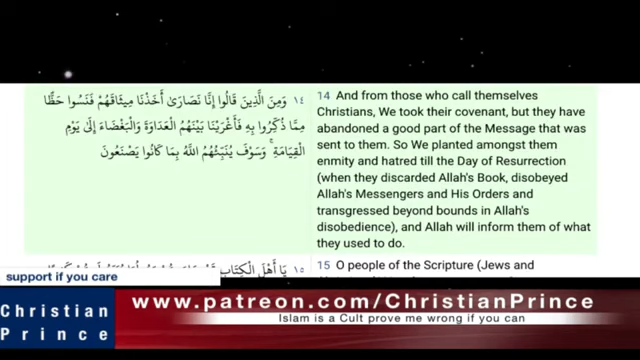 ١٤ وَمِنَ الَّذِينَ قَالُوا إِنَّا نَصَارَىٰ أَخَذْنَا مِيثَاقَهُمْ فَنَسُوا حَظًّا
مِمَّا ذُكِّرُوا بِهِ فَأَغْرَيْنَا بَيْنَهُمُ الْعَدَاوَةَ وَالْبَغْضَاءَ إِلَىٰ يَوْمِ
الْقِيَامَةِ ۚ وَسَوْفَ يُنَبِّئُهُمُ اللَّهُ بِمَا كَانُوا يَصْنَعُونَ
14 And from those who call themselves
Christians, We took their covenant, but they have
abandoned a good part of the Message that was
sent to them. So We planted amongst them
enmity and hatred till the Day of Resurrection
(when they discarded Allah's Book, disobeyed
Allah's Messengers and His Orders and
transgressed beyond bounds in Allah's
disobedience), and Allah will inform them of what
they used to do.
١٥ يَا أَهْلَ الْكِتَابِ
15 O people of the Scripture (Jews and
support if you care
Christian
Prince
www.patreon.com/ChristianPrince
Islam is a Cult prove me wrong if you can